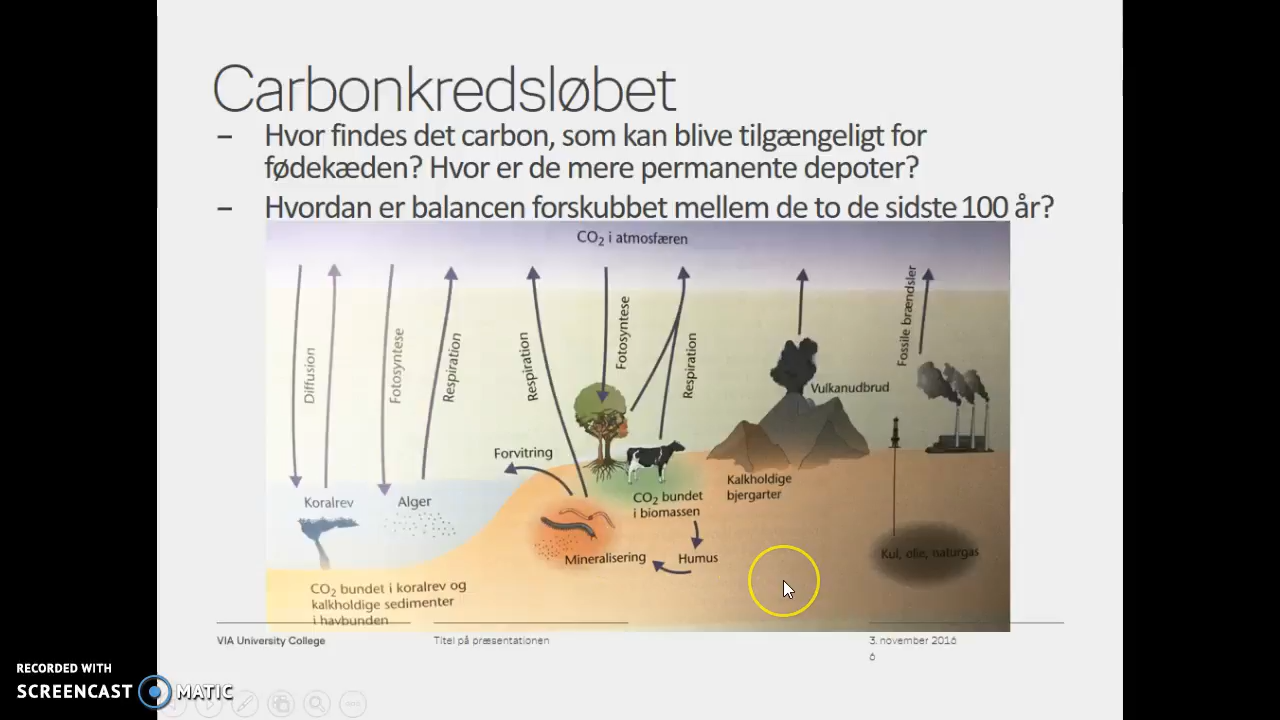 Carbonkredsløbet
– Hvor findes det carbon, som kan blive tilgængeligt for
fødekæden? Hvor er de mere permanente depoter?
– Hvordan er balancen forskubbet mellem de to de sidste 100 år?
CO₂ i atmosfæren
Diffusion
Fotosyntese
Respiration
Respiration
Fotosyntese
Respiration
Fossile brændsler
Vulkanudbrud
Forvitring
Koralrev
Alger
CO₂ bundet
i biomassen
Kalkholdige
bjergarter
Mineralisering
Humus
Kul, olie, naturgas
CO₂ bundet i koralrev og
kalkholdige sedimenter
i havbunden
VIA University College
Titel på præsentationen
3. november 2016
6
RECORDED WITH
SCREENCAST MATIC